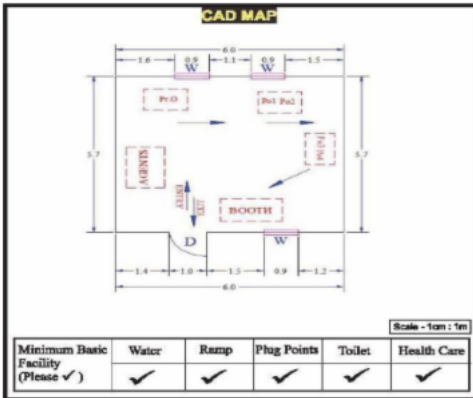 CAD MAP
6.0
1.6 0.9 1.1 0.9 1.5
W W
Pr.O Po1 Po2
5.7 5.7
AGENTS
ENTRY
EXIT
BOOTH
D W
1.4 1.0 1.5 0.9 1.2
6.0
Scale - 1cm : 1m
Minimum Basic Facility (Please ✓) Water Ramp Plug Points Toilet Health Care
✓ ✓ ✓ ✓ ✓